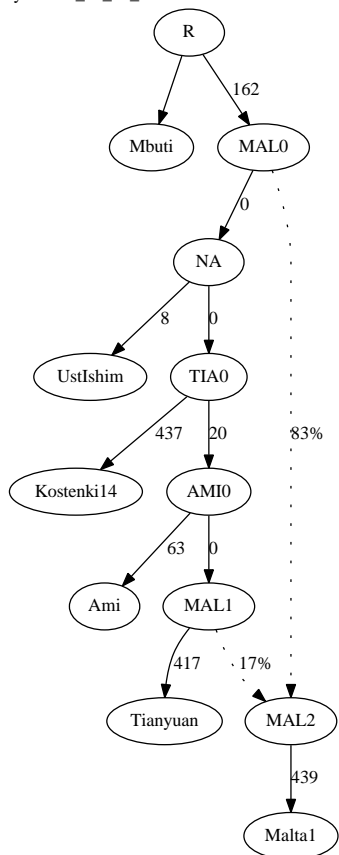 R
162
Mbuti
MAL0
0
NA
8
0
UstIshim
TIA0
437
20
83%
Kostenki14
AMI0
63
0
Ami
MAL1
417
17%
Tianyuan
MAL2
439
Malta1